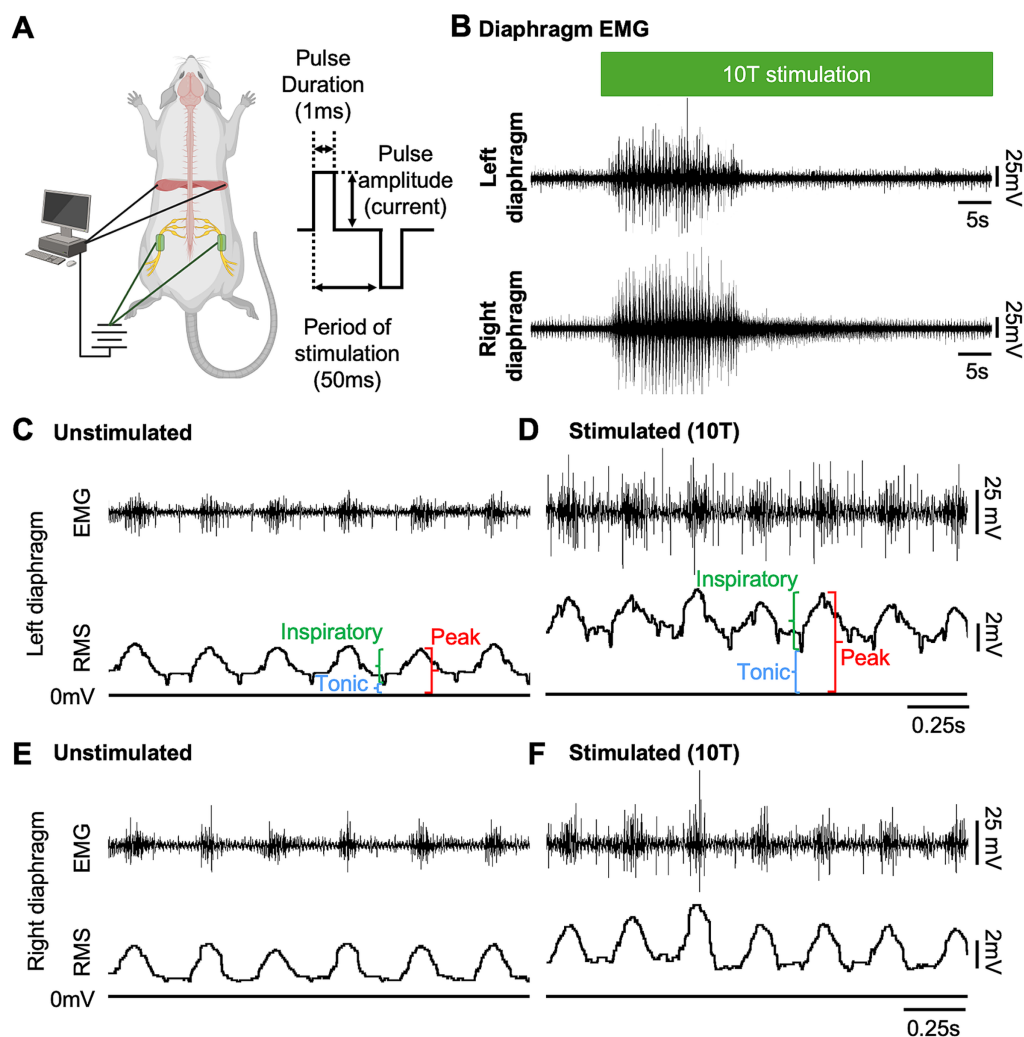 A
Pulse
Duration
(1ms)
Pulse
amplitude
(current)
Period of
stimulation
(50ms)
B Diaphragm EMG
10T stimulation
Left
diaphragm
25mV
5s
Right
diaphragm
25mV
5s
C Unstimulated
Left diaphragm
EMG
RMS
Inspiratory
Peak
Tonic
0mV
D Stimulated (10T)
25 mV
Inspiratory
2mV
Tonic
Peak
0.25s
E Unstimulated
Right diaphragm
EMG
RMS
0mV
F Stimulated (10T)
25 mV
2mV
0.25s